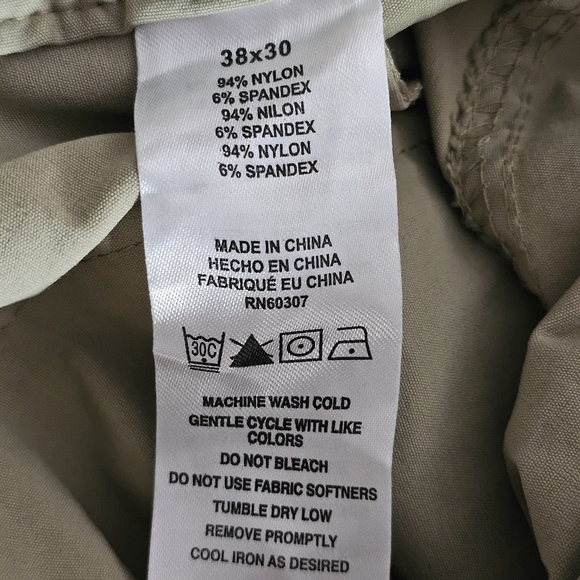 38x30
94% NYLON
6% SPANDEX
94% NILON
6% SPANDEX
94% NYLON
6% SPANDEX
MADE IN CHINA
HECHO EN CHINA
FABRIQUÉ EU CHINA
RN60307
30C
MACHINE WASH COLD
GENTLE CYCLE WITH LIKE
COLORS
DO NOT BLEACH
DO NOT USE FABRIC SOFTNERS
TUMBLE DRY LOW
REMOVE PROMPTLY
COOL IRON AS DESIRED